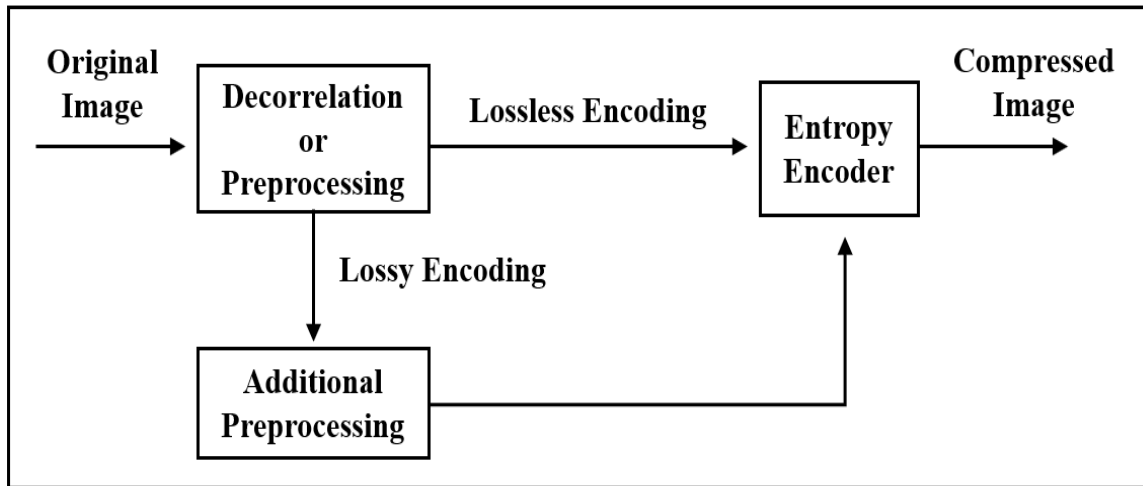 Original
Image
Decorrelation
or
Preprocessing
Lossless Encoding
Entropy
Encoder
Compressed
Image
Lossy Encoding
Additional
Preprocessing